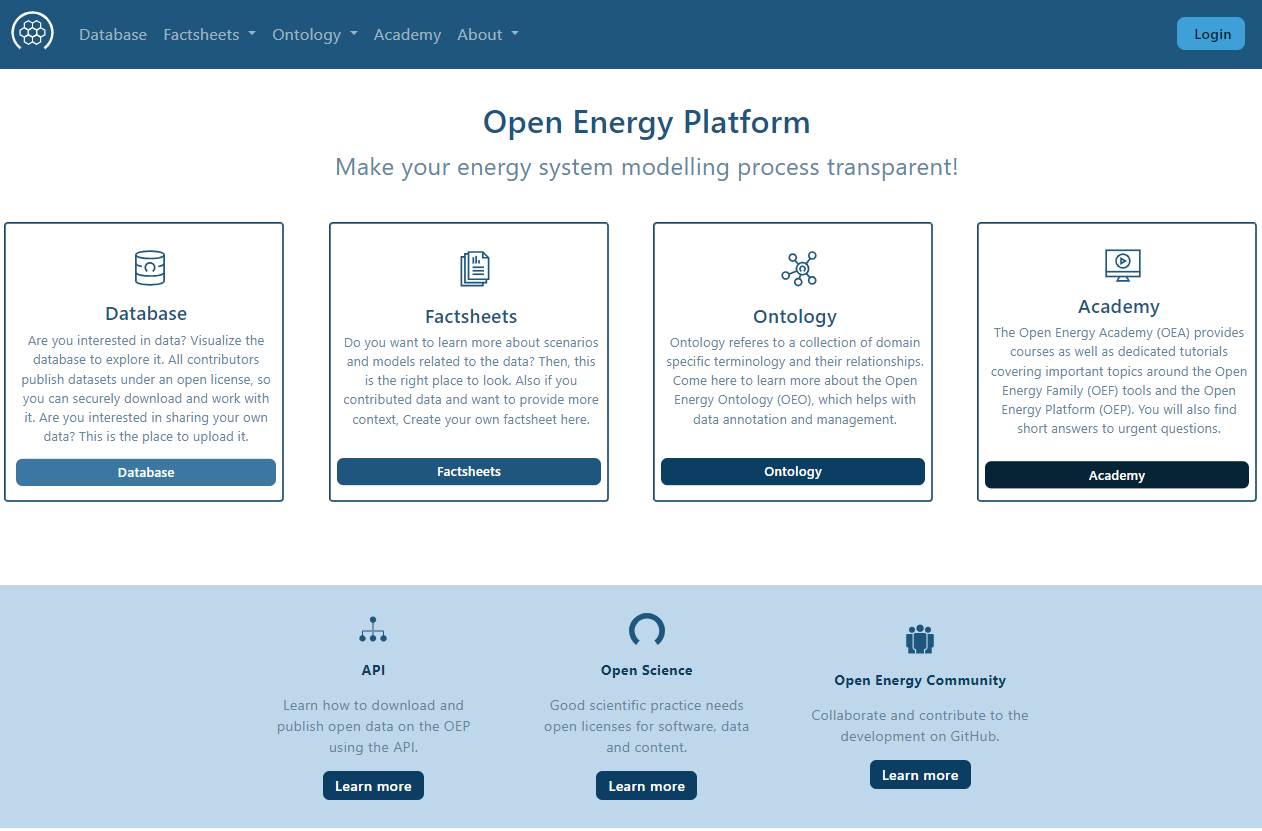 Database Factsheets Ontology Academy About Login
Open Energy Platform
Make your energy system modelling process transparent!
Database
Are you interested in data? Visualize the
database to explore it. All contributors
publish datasets under an open license, so
you can securely download and work with
it. Are you interested in sharing your own
data? This is the place to upload it.
Database
Factsheets
Do you want to learn more about scenarios
and models related to the data? Then, this
is the right place to look. Also if you
contributed data and want to provide more
context, Create your own factsheet here.
Factsheets
Ontology
Ontology referes to a collection of domain
specific terminology and their relationships.
Come here to learn more about the Open
Energy Ontology (OEO), which helps with
data annotation and management.
Ontology
Academy
The Open Energy Academy (OEA) provides
courses as well as dedicated tutorials
covering important topics around the Open
Energy Family (OEF) tools and the Open
Energy Platform (OEP). You will also find
short answers to urgent questions.
Academy
API
Learn how to download and
publish open data on the OEP
using the API.
Learn more
Open Science
Good scientific practice needs
open licenses for software, data
and content.
Learn more
Open Energy Community
Collaborate and contribute to the
development on GitHub.
Learn more